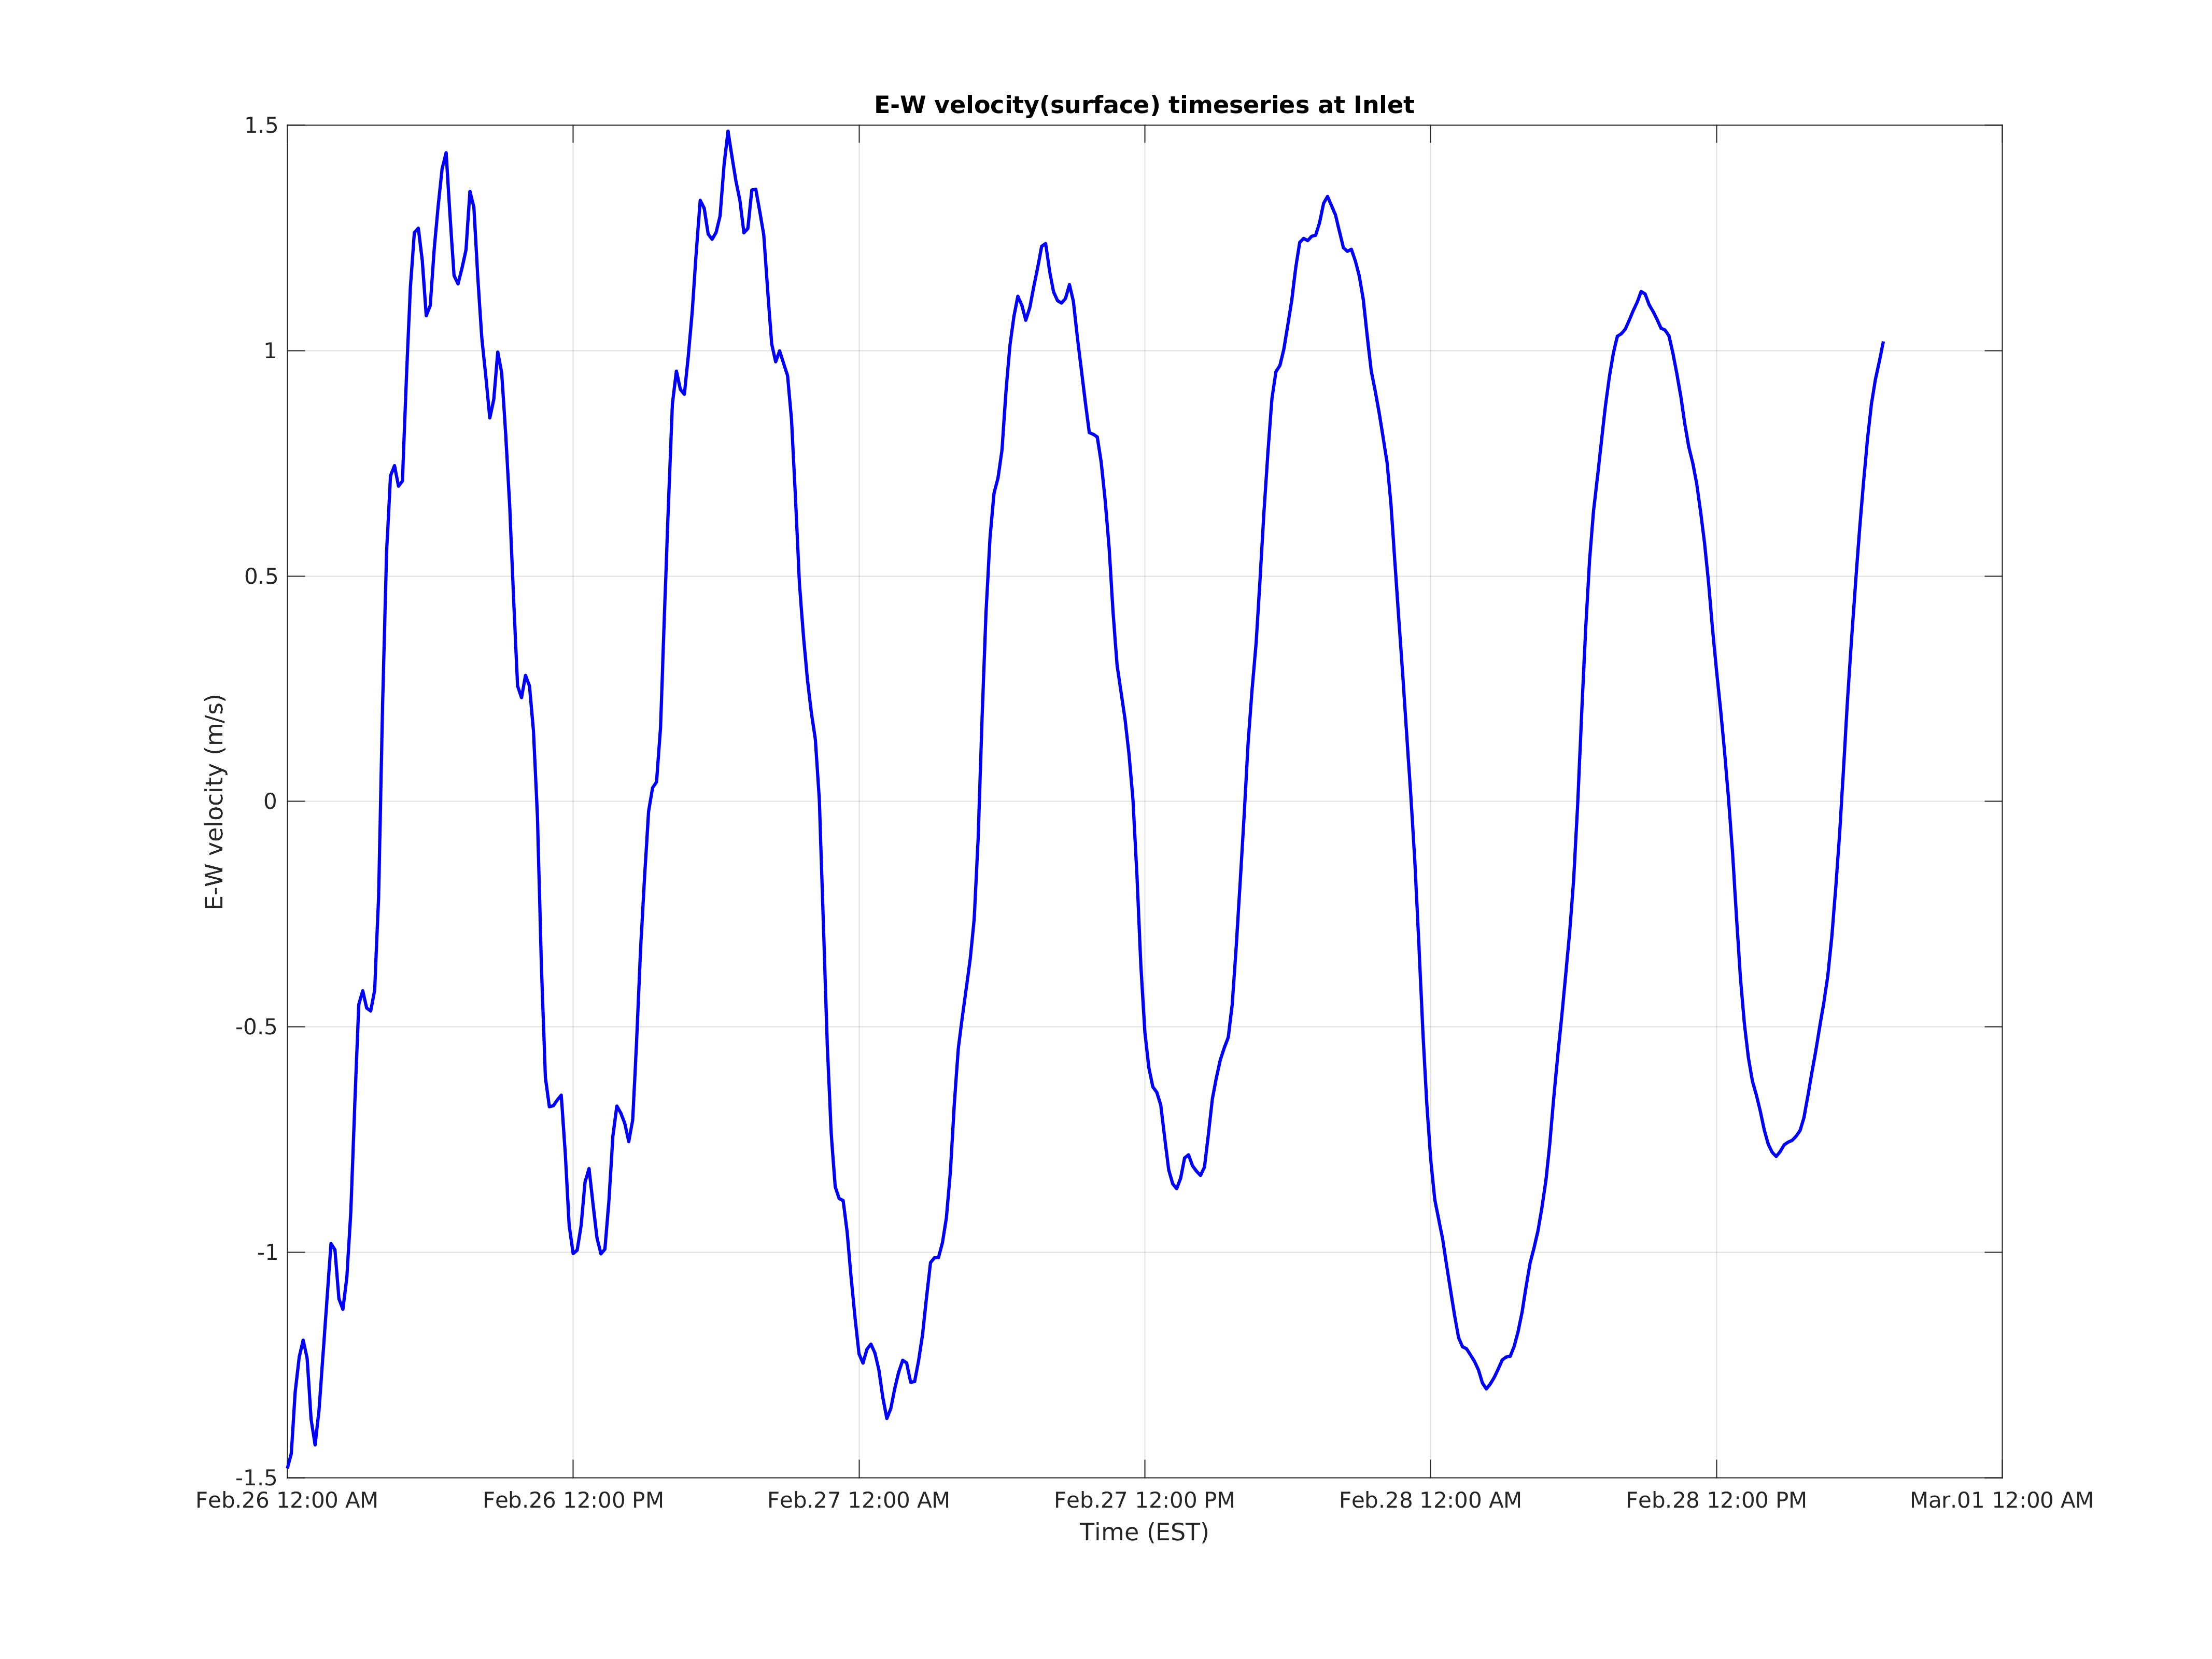 E-W velocity(surface) timeseries at Inlet
1.5
1
0.5
0
-0.5
-1
-1.5
E-W velocity (m/s)
Feb.26 12:00 AM Feb.26 12:00 PM Feb.27 12:00 AM Feb.27 12:00 PM Feb.28 12:00 AM Feb.28 12:00 PM Mar.01 12:00 AM
Time (EST)